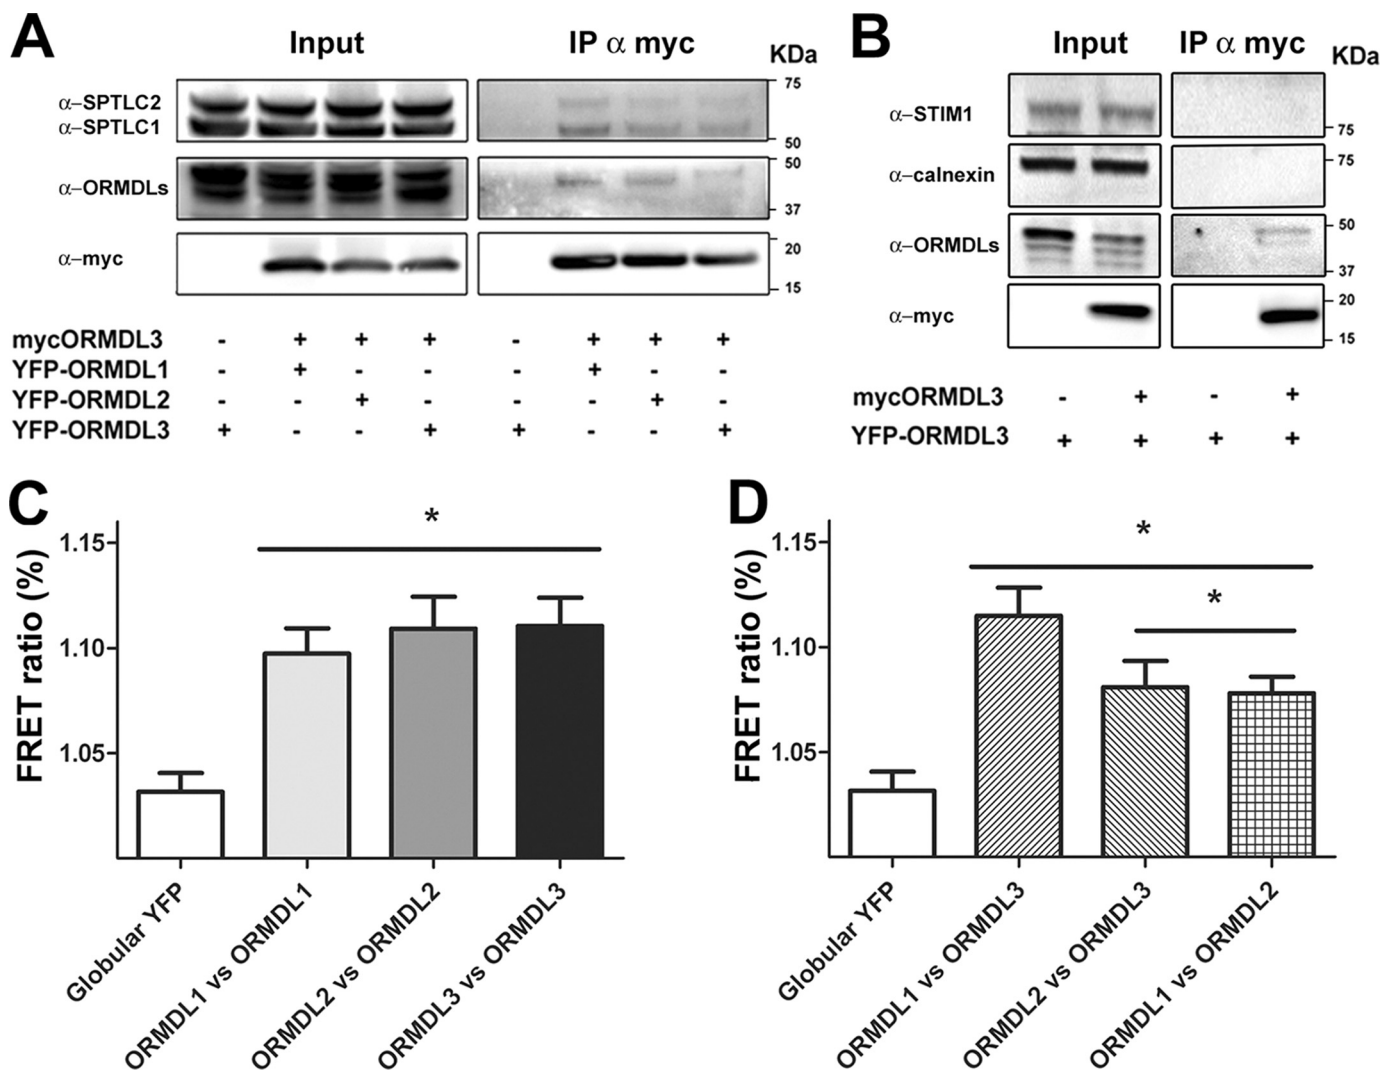 A
Input
IP α myc
KDa
α-SPTLC2
α-SPTLC1
α-ORMDLs
α-myc
75
50
50
37
20
15
mycORMDL3 - + + + - + + +
YFP-ORMDL1 - + - - - + - -
YFP-ORMDL2 - - + - - - + -
YFP-ORMDL3 + - - + + - - +
B
Input
IP α myc
KDa
α-STIM1
α-calnexin
α-ORMDLs
α-myc
75
75
50
37
20
15
mycORMDL3 - + - +
YFP-ORMDL3 + + + +
C
FRET ratio (%)
1.15
1.10
1.05
*
Globular YFP
ORMDL1 vs ORMDL1
ORMDL2 vs ORMDL2
ORMDL3 vs ORMDL3
D
FRET ratio (%)
1.15
1.10
1.05
*
*
Globular YFP
ORMDL1 vs ORMDL3
ORMDL2 vs ORMDL3
ORMDL1 vs ORMDL2